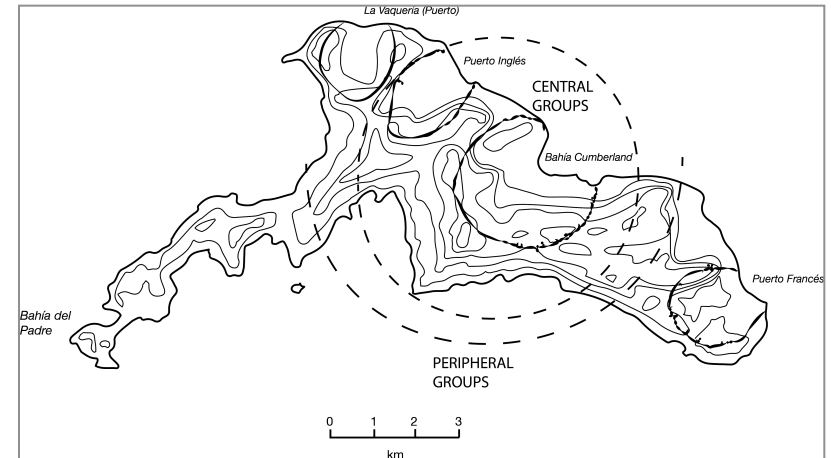 La Vaqueria (Puerto)
Puerto Inglés
CENTRAL
GROUPS
Bahía Cumberland
Puerto Francés
Bahía del
Padre
PERIPHERAL
GROUPS
0 1 2 3
km